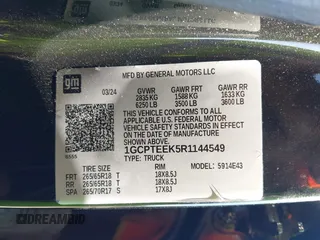 gm
MFD BY GENERAL MOTORS LLC
03/24 GVWR GAWR FRT GAWR RR
2835 KG 1588 KG 1633 KG
6250 LB 3500 LB 3600 LB
THIS VEHICLE CONFORMS TO ALL
APPLICABLE U.S. FEDERAL MOTOR
VEHICLE SAFETY STANDARDS IN
EFFECT ON THE DATE OF
MANUFACTURE SHOWN ABOVE.
1GCPTEEK5R1144549
TYPE: TRUCK
TIRE SIZE RIM MODEL: 5914E43
FRT 265/65R18 T 18X8.5J
RR 265/65R18 T 18X8.5J
SPA 265/70R17 S 17X8J
DREAMBID